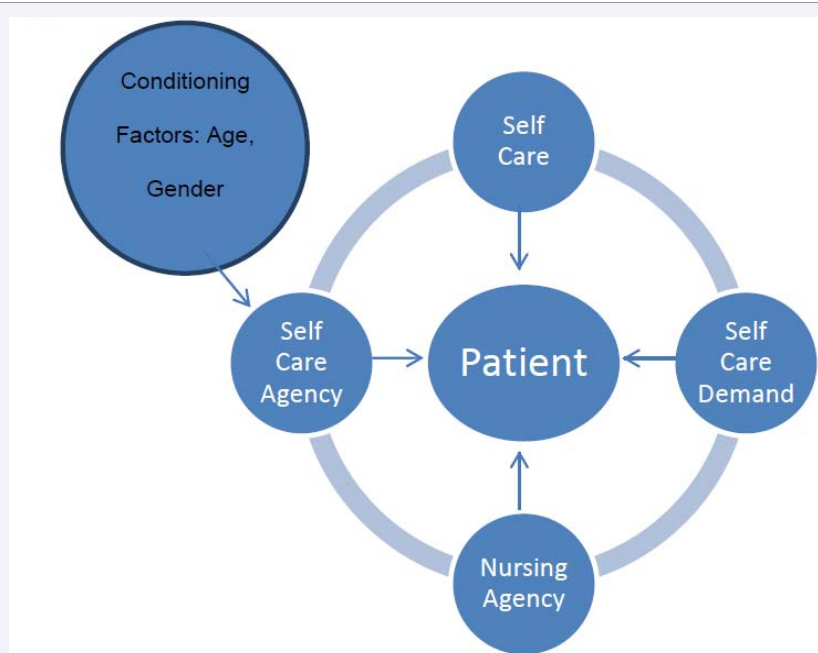 Conditioning
Factors: Age,
Gender
Self
Care
Self
Care
Agency
Patient
Self
Care
Demand
Nursing
Agency